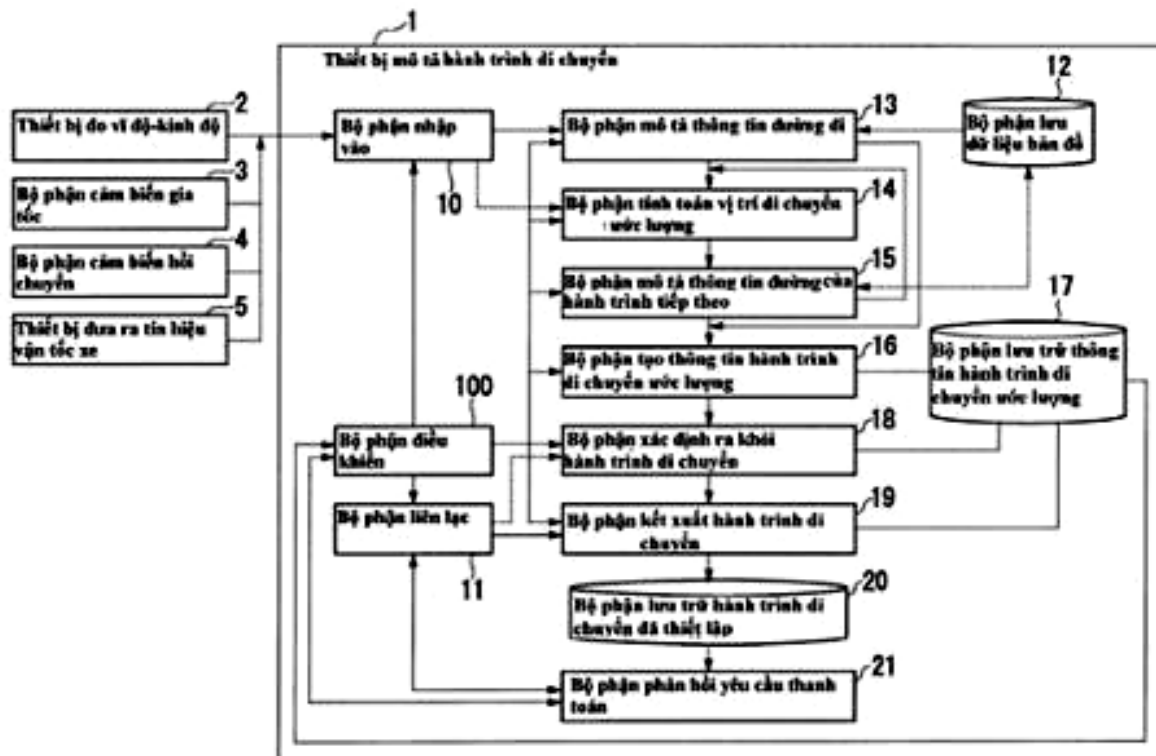 1
Thiết bị mô tả hành trình di chuyển
2
Thiết bị đo vĩ độ-kinh độ
3
Bộ phận cảm biến gia
tốc
4
Bộ phận cảm biến hồi
chuyển
5
Thiết bị đưa ra tín hiệu
vận tốc xe
Bộ phận nhập
vào
10
100
Bộ phận điều
khiển
Bộ phận liên lạc
11
13
Bộ phận mô tả thông tin đường đi
14
Bộ phận tính toán vị trí di chuyển
ước lượng
15
Bộ phận mô tả thông tin đường của
hành trình tiếp theo
16
Bộ phận tạo thông tin hành trình
di chuyển ước lượng
18
Bộ phận xác định ra khỏi
hành trình di chuyển
19
Bộ phận kết xuất hành trình di
chuyển
20
Bộ phận lưu trữ hành trình di
chuyển đã thiết lập
21
Bộ phận phản hồi yêu cầu thanh
toán
12
Bộ phận lưu
dữ liệu bản đồ
17
Bộ phận lưu trữ thông
tin hành trình di
chuyển ước lượng